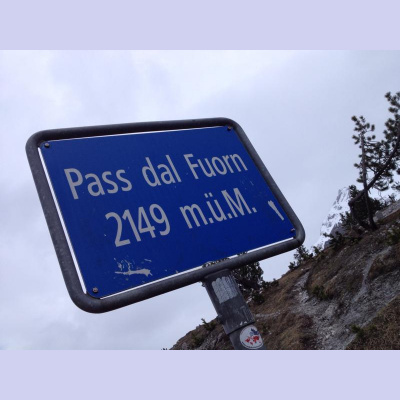 Pass dal Fuorn
2149 m.ü.M.